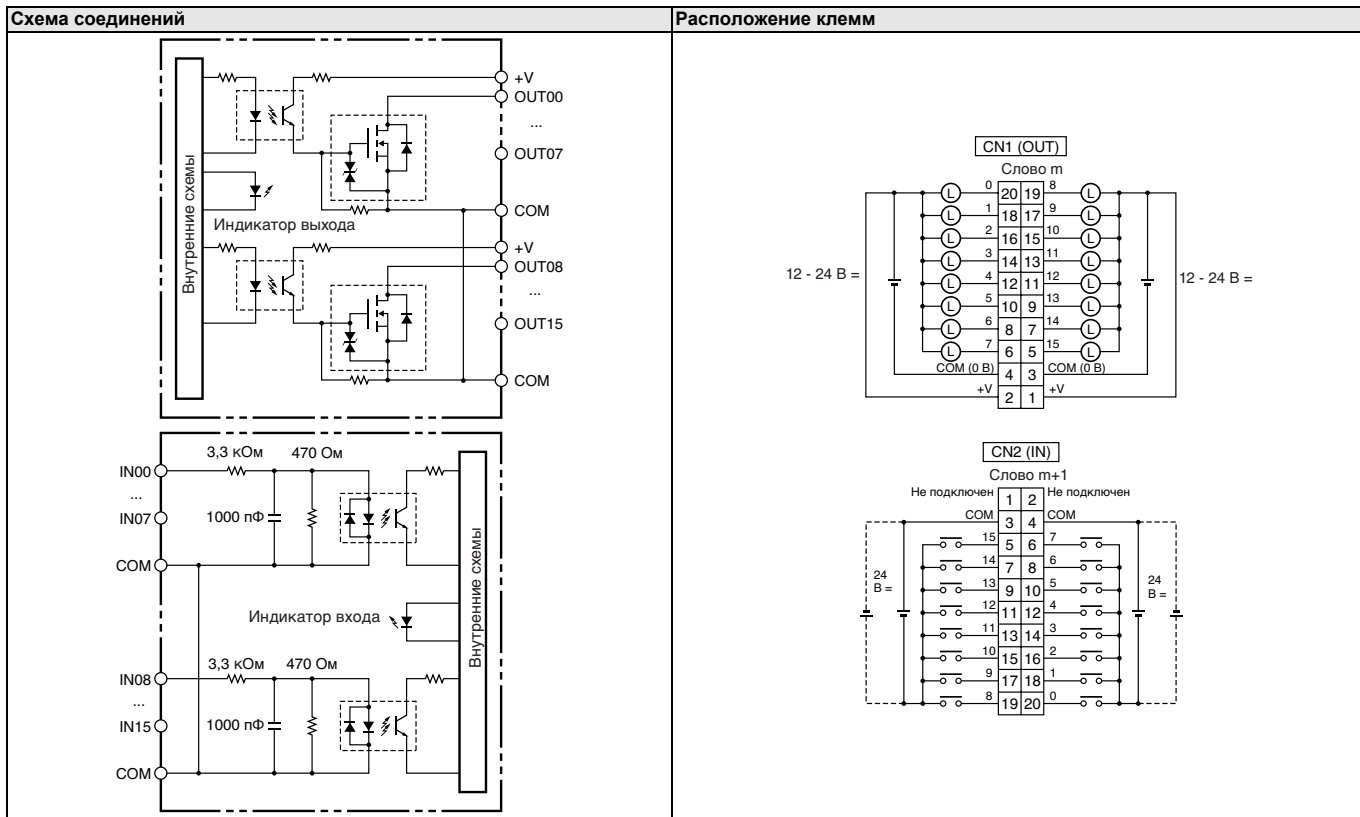 Схема соединений
Расположение клемм
+V
OUT00
...
OUT07
COM
+V
OUT08
...
OUT15
COM
Внутренние схемы
Индикатор выхода
IN00
...
IN07
COM
IN08
...
IN15
COM
3,3 кОм 470 Ом
1000 пФ
Индикатор входа
3,3 кОм 470 Ом
1000 пФ
Внутренние схемы
CN1 (OUT)
Слово m
12 - 24 В =
12 - 24 В =
L 0 20 19 8 L
L 1 18 17 9 L
L 2 16 15 10 L
L 3 14 13 11 L
L 4 12 11 12 L
L 5 10 9 13 L
L 6 8 7 14 L
L 7 6 5 15 L
COM (0 В) 4 3 COM (0 В)
+V 2 1 +V
CN2 (IN)
Слово m+1
Не подключен 1 2 Не подключен
COM 3 4 COM
15 5 6 7
14 7 8 6
13 9 10 5
12 11 12 4
11 13 14 3
10 15 16 2
9 17 18 1
8 19 20 0
24
В =
24
В =